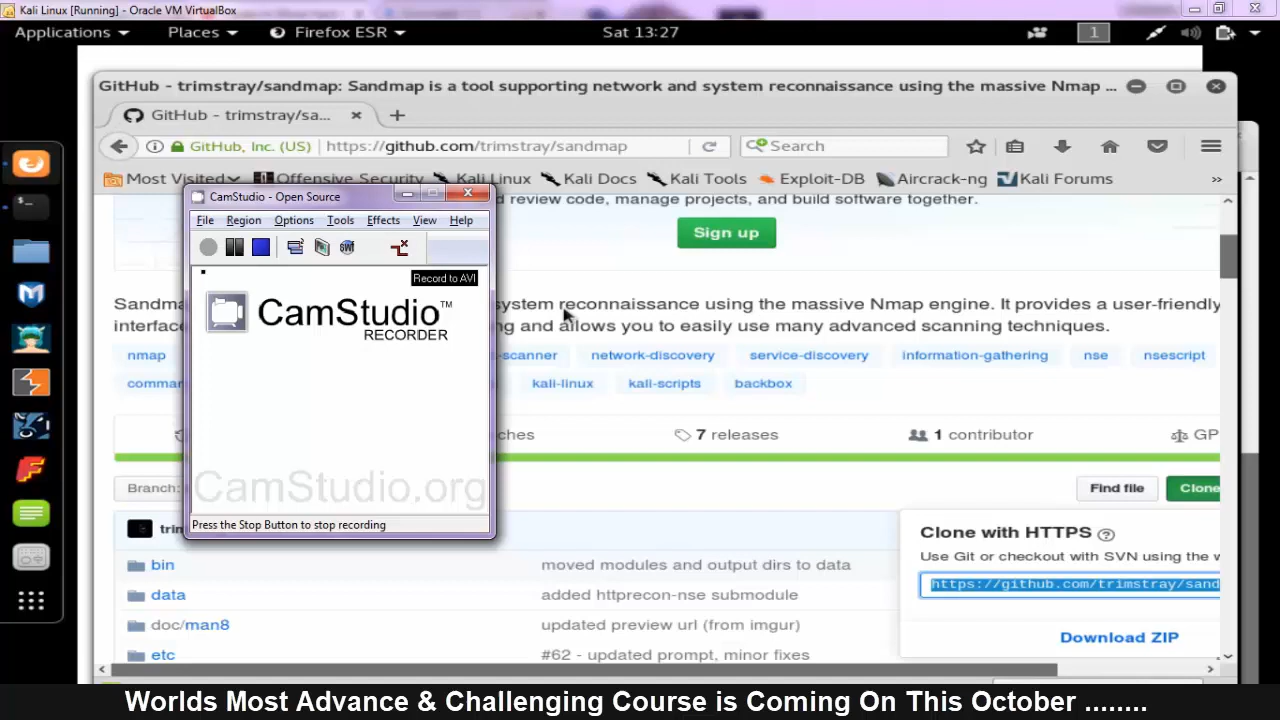 Kali Linux [Running] - Oracle VM VirtualBox
Applications Places Firefox ESR Sat 13:27 1
GitHub - trimstray/sandmap: Sandmap is a tool supporting network and system reconnaissance using the massive Nmap ...
GitHub - trimstray/sa...
GitHub, Inc. (US) https://github.com/trimstray/sandmap Search
Most Visited Offensive Security Kali Linux Kali Docs Kali Tools Exploit-DB Aircrack-ng Kali Forums »
d review code, manage projects, and build software together.
Sign up
CamStudio - Open Source
File Region Options Tools Effects View Help
SWF
Record to AVI
CamStudio™
RECORDER
CamStudio.org
Press the Stop Button to stop recording
Sandma system reconnaissance using the massive Nmap engine. It provides a user-friendly
interfac g and allows you to easily use many advanced scanning techniques.
nmap -scanner network-discovery service-discovery information-gathering nse nsescript
comman kali-linux kali-scripts backbox
ches 7 releases 1 contributor GP
Branch: Find file Clone
trim
Clone with HTTPS
Use Git or checkout with SVN using the w
https://github.com/trimstray/sand
Download ZIP
bin moved modules and output dirs to data
data added httprecon-nse submodule
doc/man8 updated preview url (from imgur)
etc #62 - updated prompt, minor fixes
Worlds Most Advance & Challenging Course is Coming On This October ........